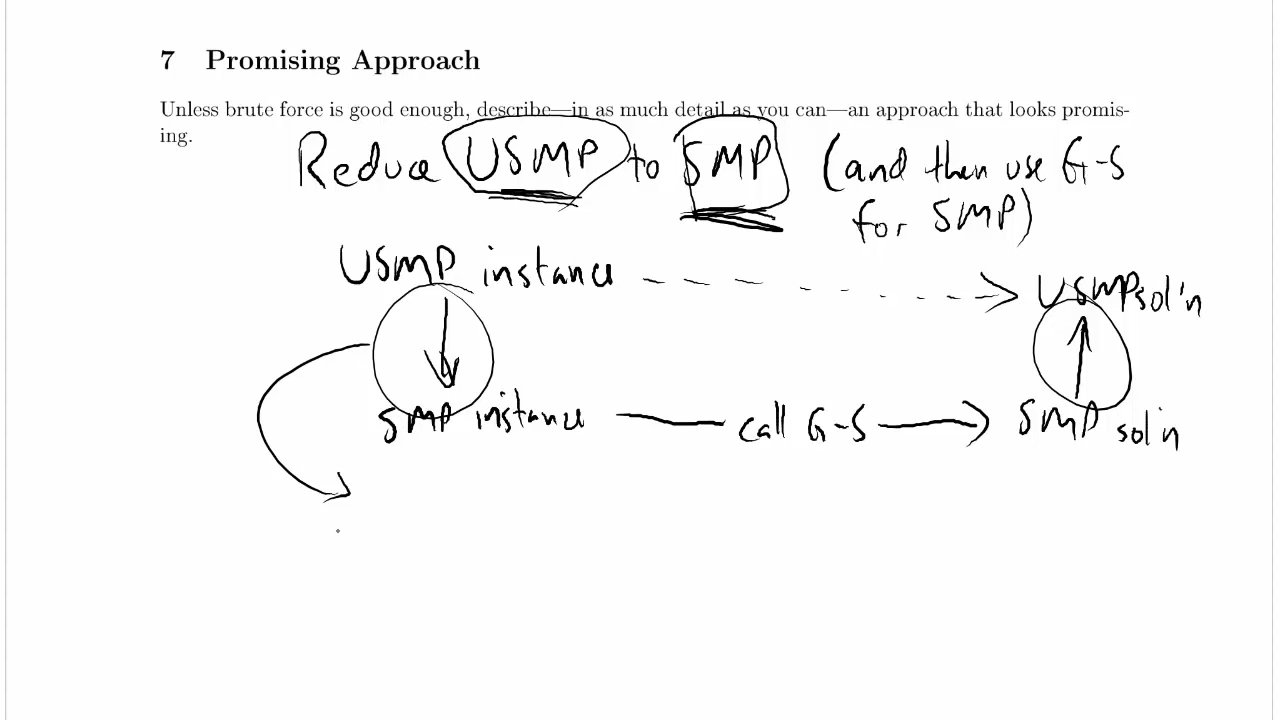 7 Promising Approach
Unless brute force is good enough, describe—in as much detail as you can—an approach that looks promis-
ing.
Reduce USMP to SMP (and then use G-S
for SMP)
USMP instance
USMP sol'n
SMP instance
call G-S
SMP sol'n